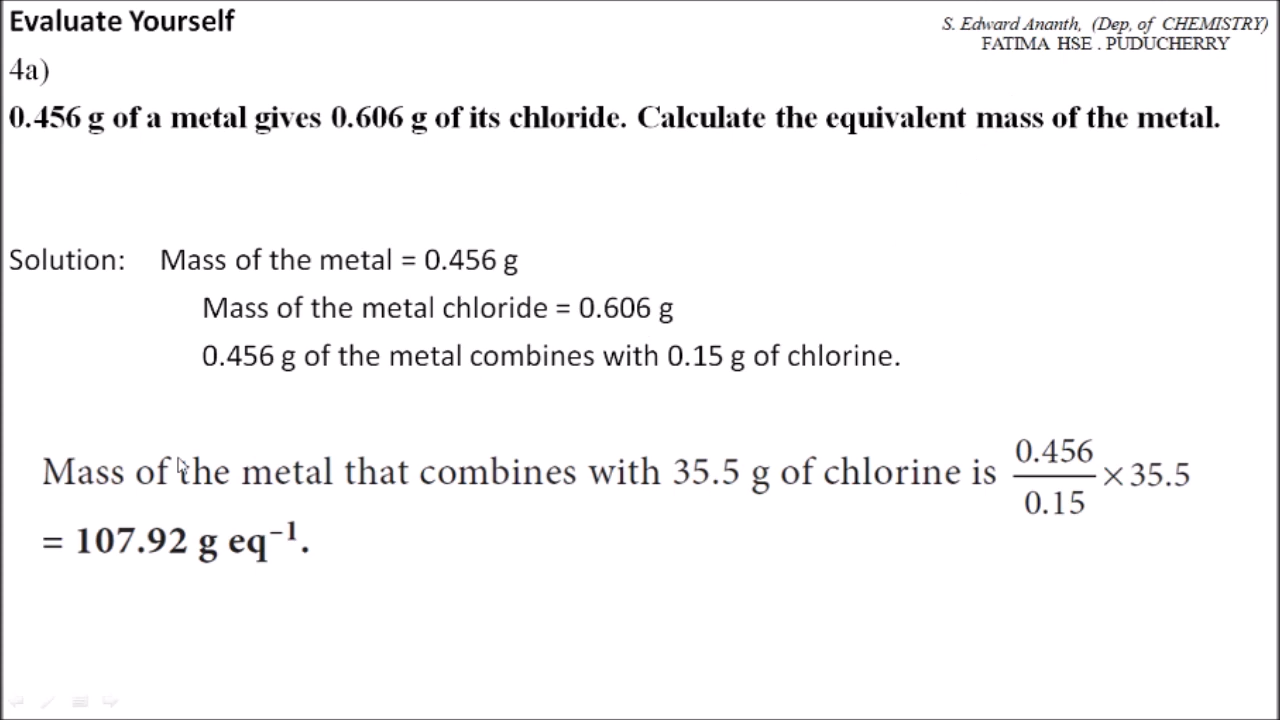 Evaluate Yourself
S. Edward Ananth, (Dep, of CHEMISTRY)
FATIMA HSE . PUDUCHERRY
4a)
0.456 g of a metal gives 0.606 g of its chloride. Calculate the equivalent mass of the metal.
Solution: Mass of the metal = 0.456 g
Mass of the metal chloride = 0.606 g
0.456 g of the metal combines with 0.15 g of chlorine.
Mass of the metal that combines with 35.5 g of chlorine is 0.456/0.15 × 35.5
= 107.92 g eq⁻¹.